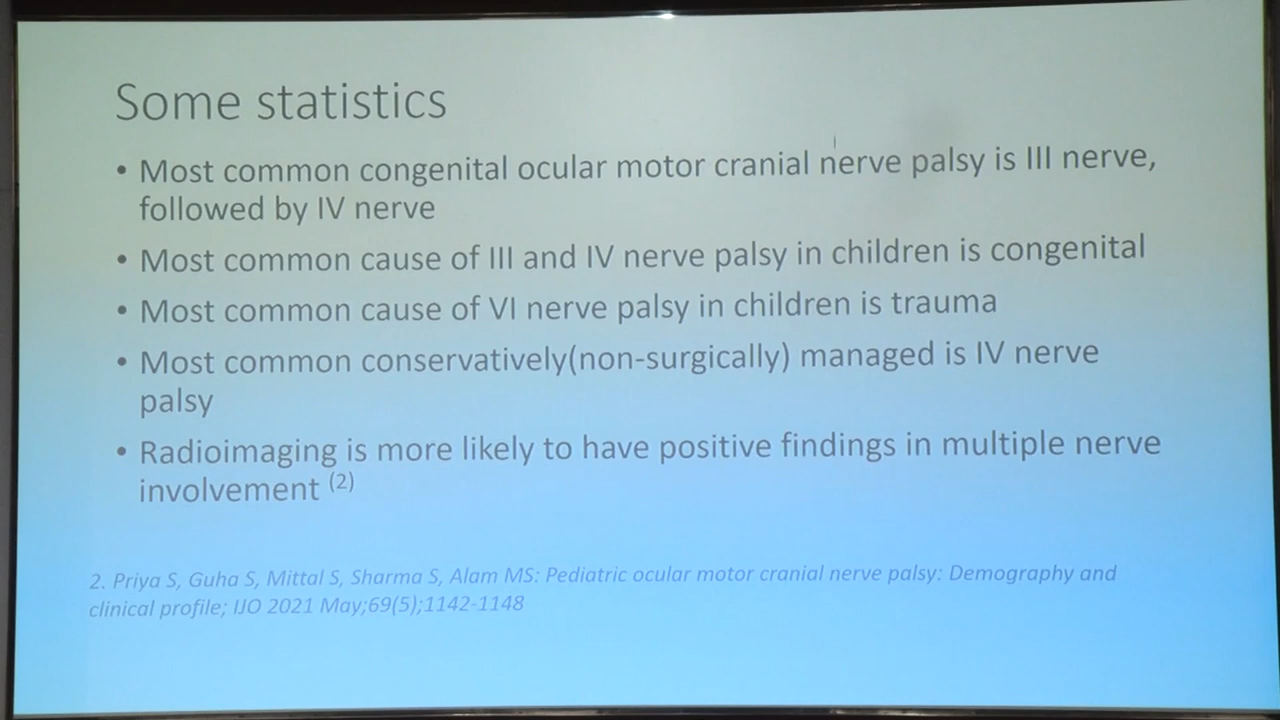 Some statistics
• Most common congenital ocular motor cranial nerve palsy is III nerve,
followed by IV nerve
• Most common cause of III and IV nerve palsy in children is congenital
• Most common cause of VI nerve palsy in children is trauma
• Most common conservatively(non-surgically) managed is IV nerve
palsy
• Radioimaging is more likely to have positive findings in multiple nerve
involvement (2)
2. Priya S, Guha S, Mittal S, Sharma S, Alam MS: Pediatric ocular motor cranial nerve palsy: Demography and
clinical profile; IJO 2021 May;69(5);1142-1148